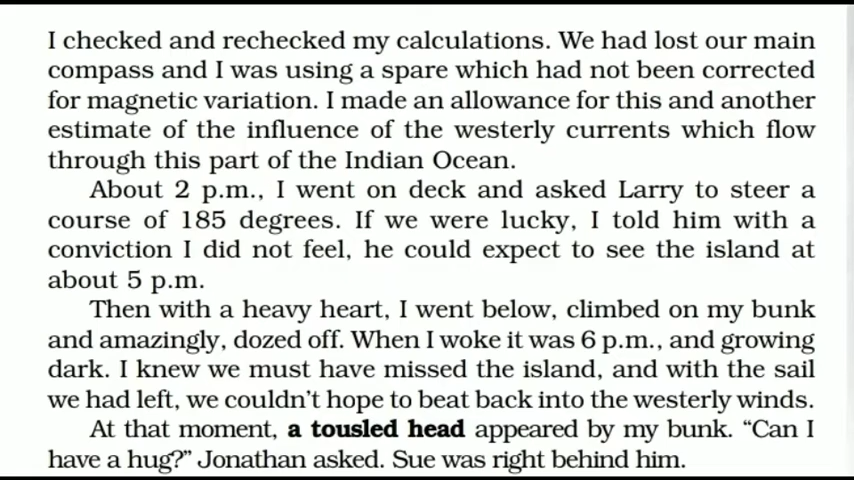 I checked and rechecked my calculations. We had lost our main
compass and I was using a spare which had not been corrected
for magnetic variation. I made an allowance for this and another
estimate of the influence of the westerly currents which flow
through this part of the Indian Ocean.
About 2 p.m., I went on deck and asked Larry to steer a
course of 185 degrees. If we were lucky, I told him with a
conviction I did not feel, he could expect to see the island at
about 5 p.m.
Then with a heavy heart, I went below, climbed on my bunk
and amazingly, dozed off. When I woke it was 6 p.m., and growing
dark. I knew we must have missed the island, and with the sail
we had left, we couldn’t hope to beat back into the westerly winds.
At that moment, a tousled head appeared by my bunk. “Can I
have a hug?” Jonathan asked. Sue was right behind him.